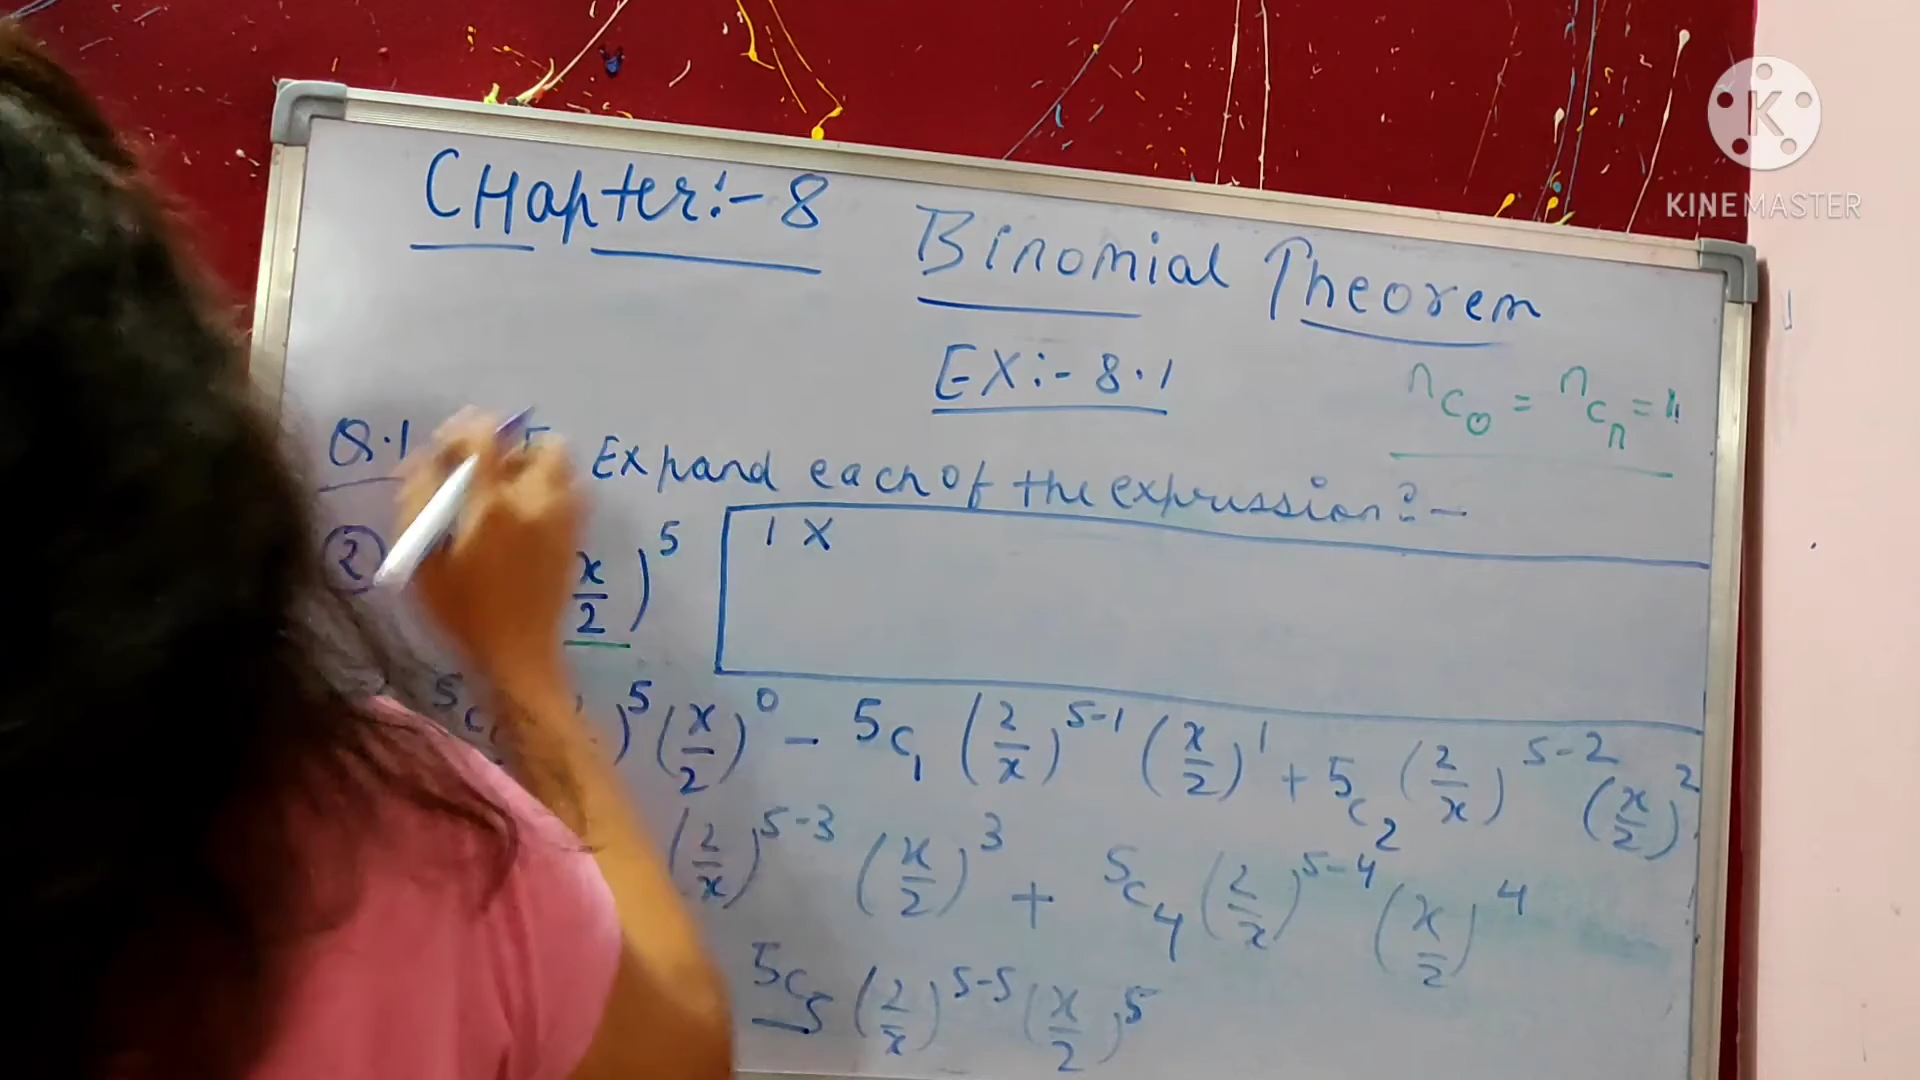 K
KINEMASTER
CHapter:- 8 Binomial Theorem
EX:- 8.1
nC0 = nCn = 1
Q.1 Expand each of the expression:-
② x/2)^5
1 X
5C )^5 (x/2)^0 - 5C1 (2/x)^5-1 (x/2)^1 + 5C2 (2/x)^5-2 (x/2)^2
(2/x)^5-3 (x/2)^3 + 5C4 (2/x)^5-4 (x/2)^4
5C5 (2/x)^5-5 (x/2)^5